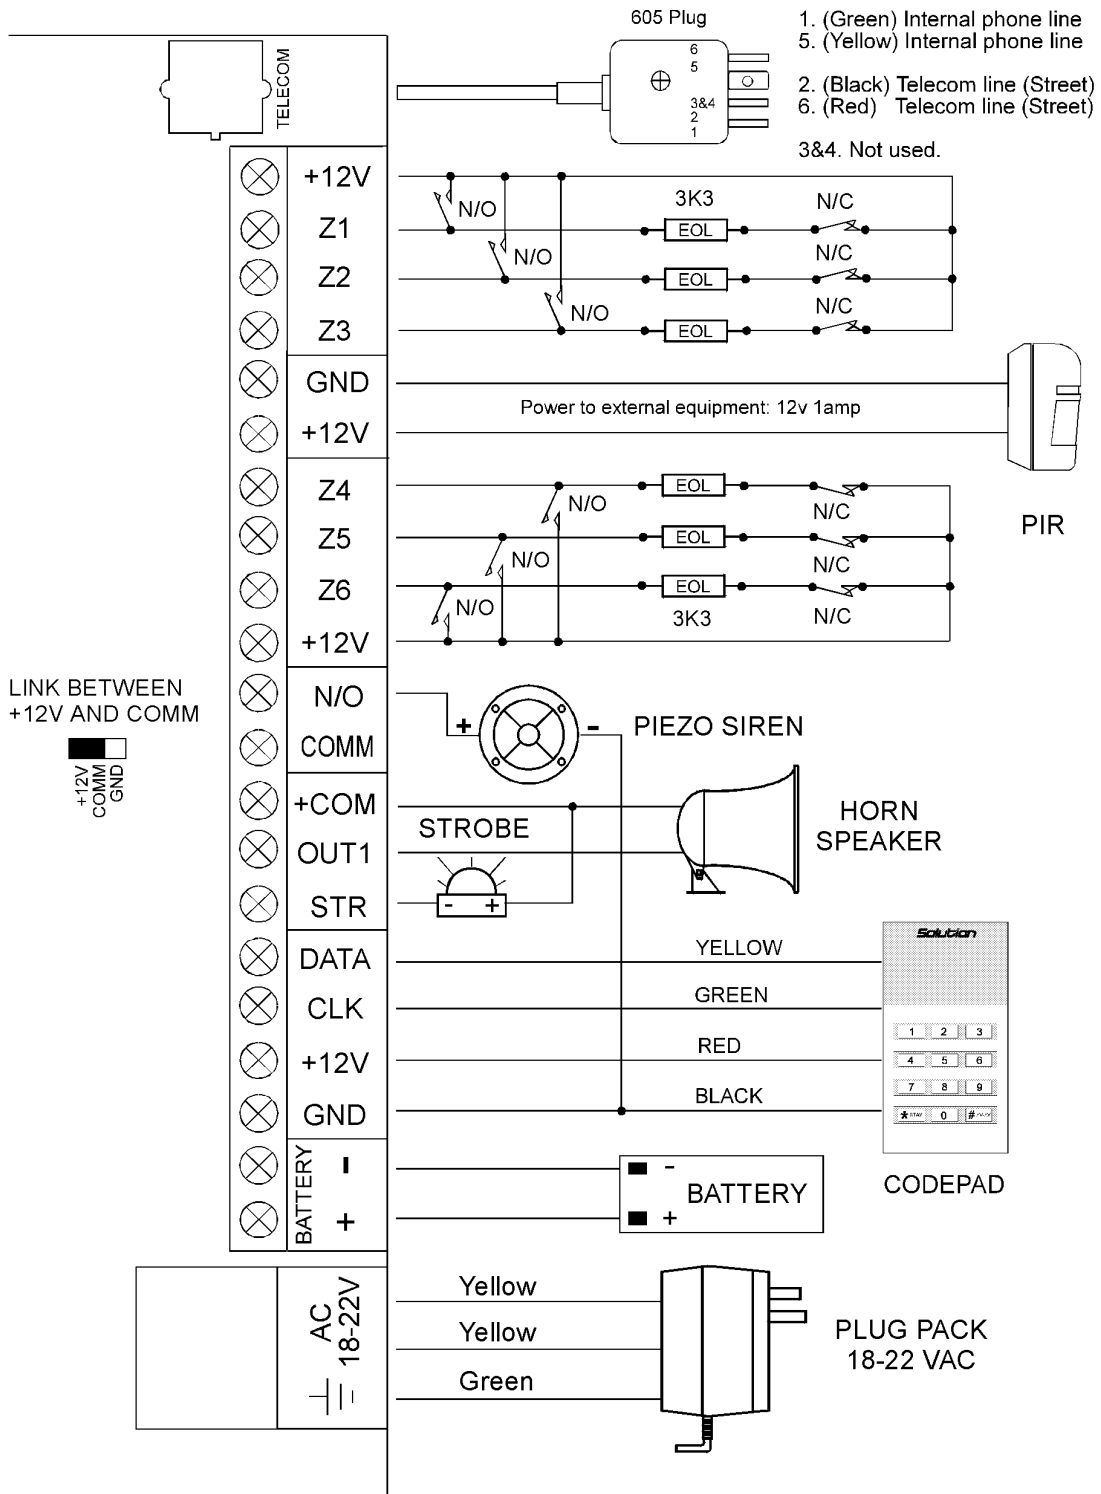 605 Plug
1. (Green) Internal phone line
5. (Yellow) Internal phone line
2. (Black) Telecom line (Street)
6. (Red) Telecom line (Street)
3&4. Not used.
6
5
3&4
2
1
TELECOM
+12V
N/O
3K3
N/C
Z1
EOL
N/O
N/C
Z2
EOL
N/O
N/C
Z3
EOL
GND
Power to external equipment: 12v 1amp
+12V
PIR
Z4
N/O
EOL
N/C
Z5
N/O
EOL
N/C
Z6
N/O
EOL
3K3
N/C
+12V
LINK BETWEEN
+12V AND COMM
+12V
COMM
GND
N/O
+
-
PIEZO SIREN
COMM
+COM
STROBE
HORN
SPEAKER
OUT1
STR
- +
Solution
DATA
YELLOW
CLK
GREEN
1 2 3
+12V
RED
4 5 6
7 8 9
GND
BLACK
* STAY 0 #
CODEPAD
BATTERY
-
+
-
BATTERY
+
AC
18-22V
Yellow
Yellow
Green
PLUG PACK
18-22 VAC